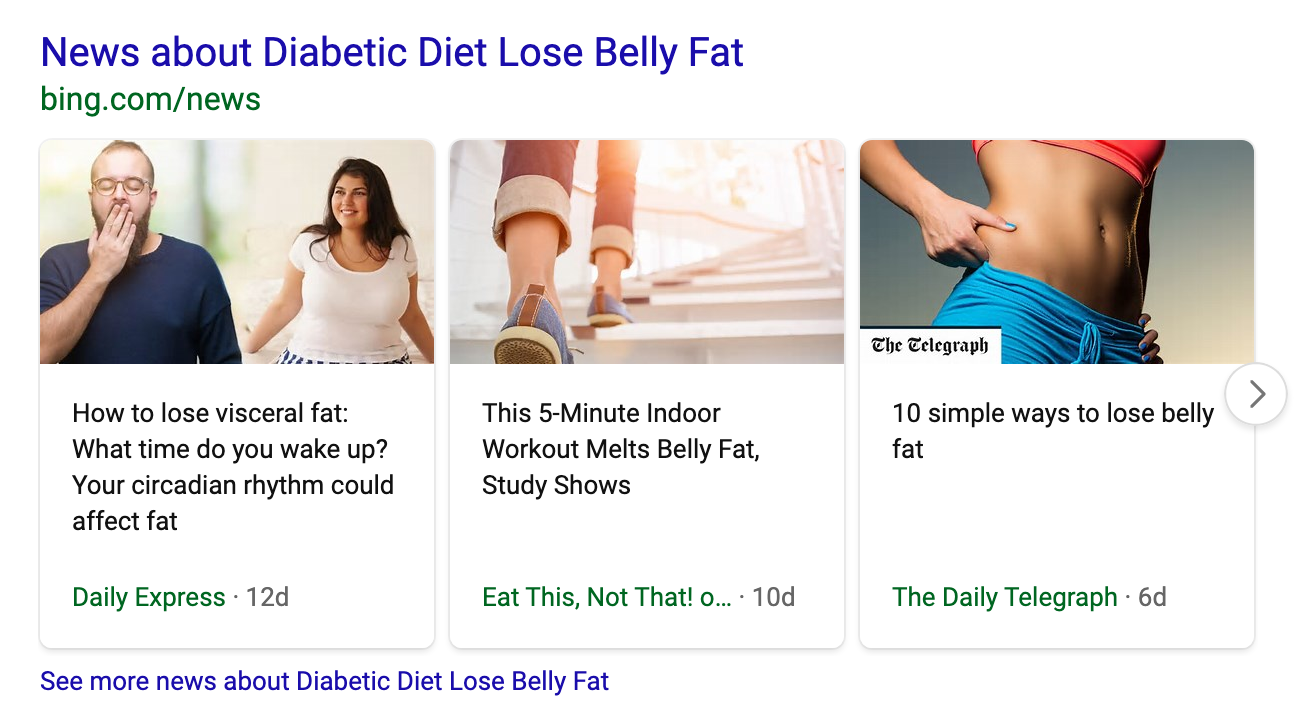 News about Diabetic Diet Lose Belly Fat
bing.com/news
The Telegraph
How to lose visceral fat:
What time do you wake up?
Your circadian rhythm could
affect fat
Daily Express · 12d
This 5-Minute Indoor
Workout Melts Belly Fat,
Study Shows
Eat This, Not That! o... · 10d
10 simple ways to lose belly
fat
The Daily Telegraph · 6d
See more news about Diabetic Diet Lose Belly Fat